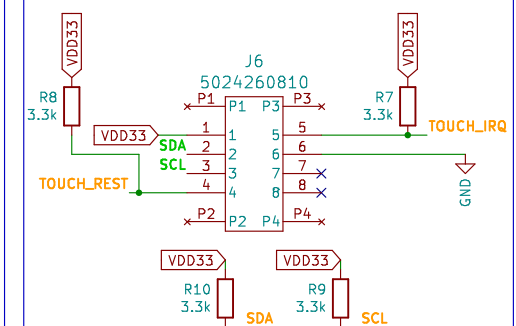 VDD33
VDD33
J6
5024260810
R8
3.3k
R7
3.3k
P1
P1
P3
P3
VDD33
1
1
5
5
TOUCH_IRQ
SDA
2
2
6
6
SCL
3
3
7
7
TOUCH_REST
4
4
8
8
GND
P2
P2
P4
P4
VDD33
VDD33
R10
3.3k
R9
3.3k
SDA
SCL